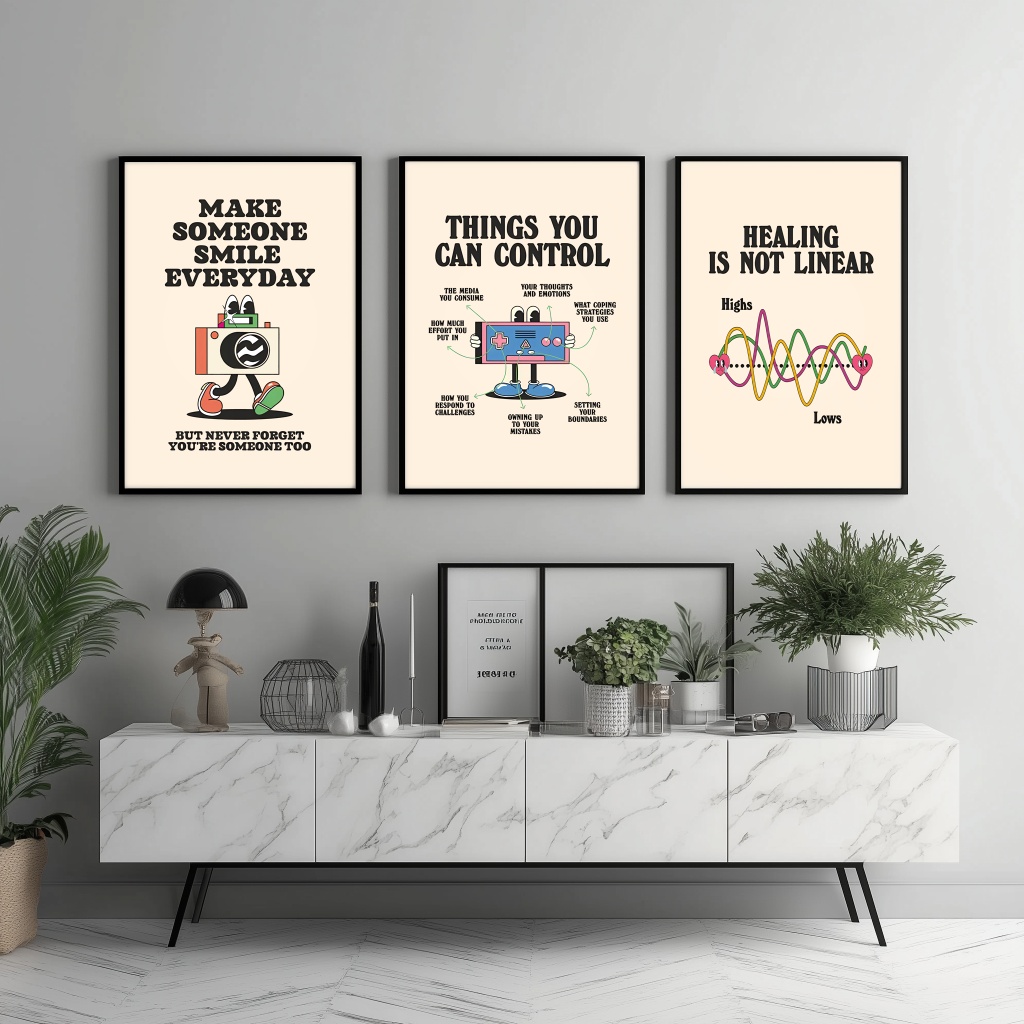 MAKE
SOMEONE
SMILE
EVERYDAY
BUT NEVER FORGET
YOU'RE SOMEONE TOO
THINGS YOU
CAN CONTROL
THE MEDIA
YOU CONSUME
YOUR THOUGHTS
AND EMOTIONS
WHAT COPING
STRATEGIES
YOU USE
HOW MUCH
EFFORT YOU
PUT IN
HOW YOU
RESPOND TO
CHALLENGES
OWNING UP
TO YOUR
MISTAKES
SETTING
YOUR
BOUNDARIES
HEALING
IS NOT LINEAR
Highs
Lows